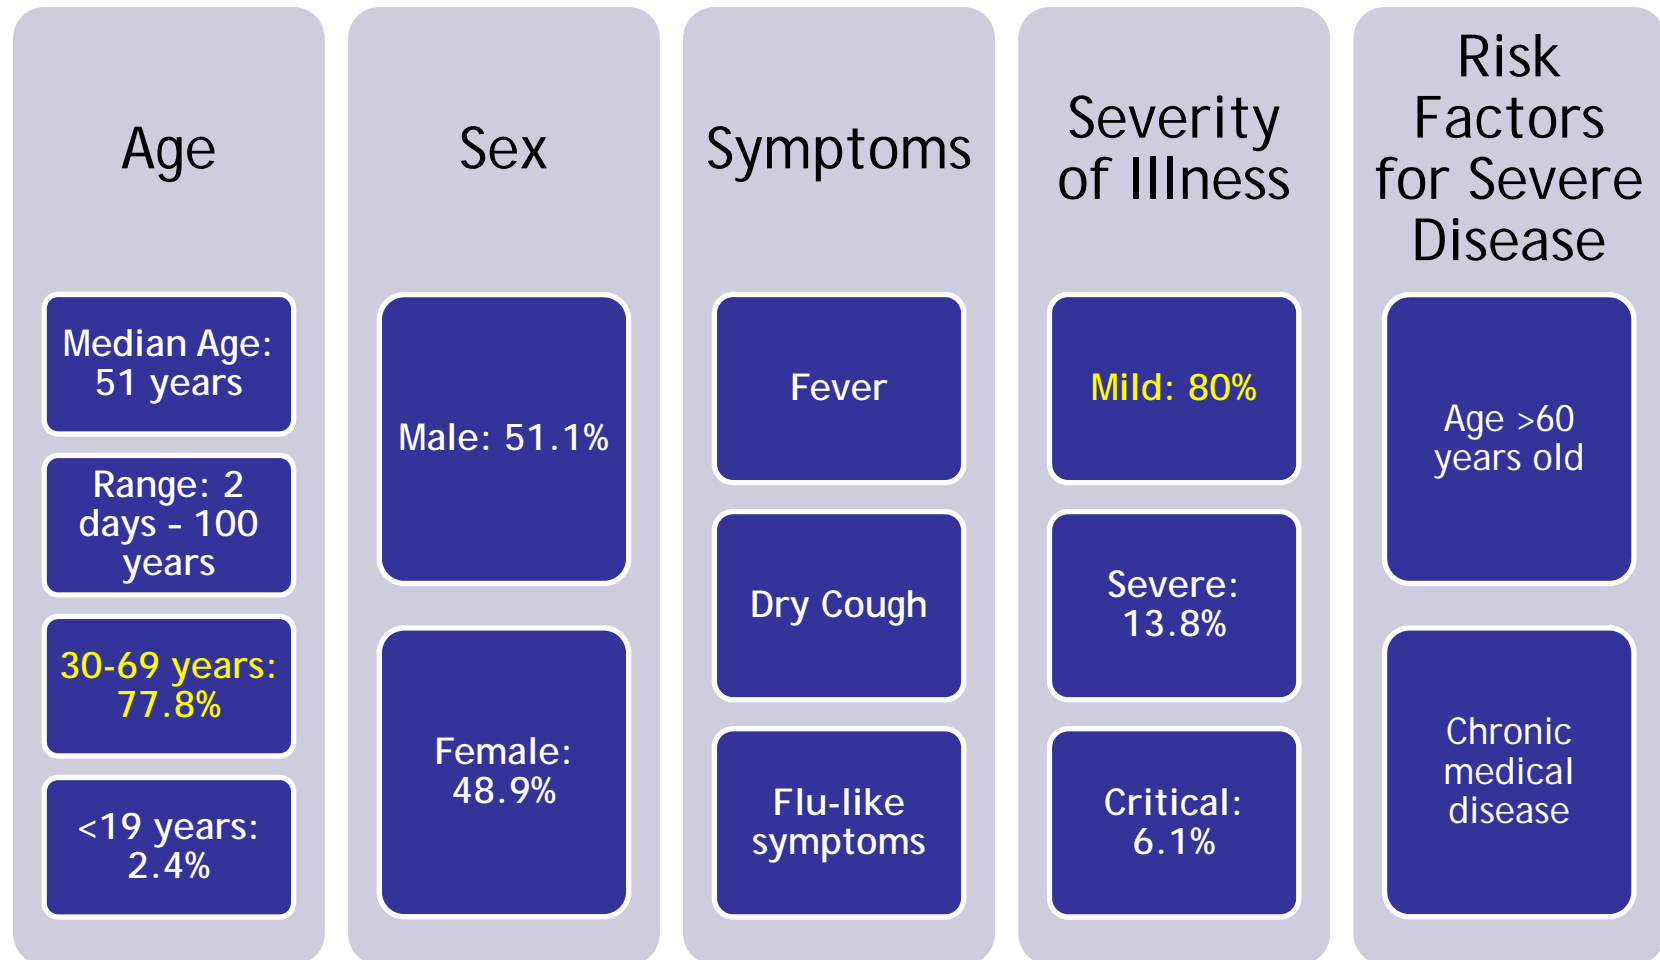 Age
Median Age:
51 years
Range: 2
days - 100
years
30-69 years:
77.8%
<19 years:
2.4%
Sex
Male: 51.1%
Female:
48.9%
Symptoms
Fever
Dry Cough
Flu-like
symptoms
Severity
of Illness
Mild: 80%
Severe:
13.8%
Critical:
6.1%
Risk
Factors
for Severe
Disease
Age >60
years old
Chronic
medical
disease